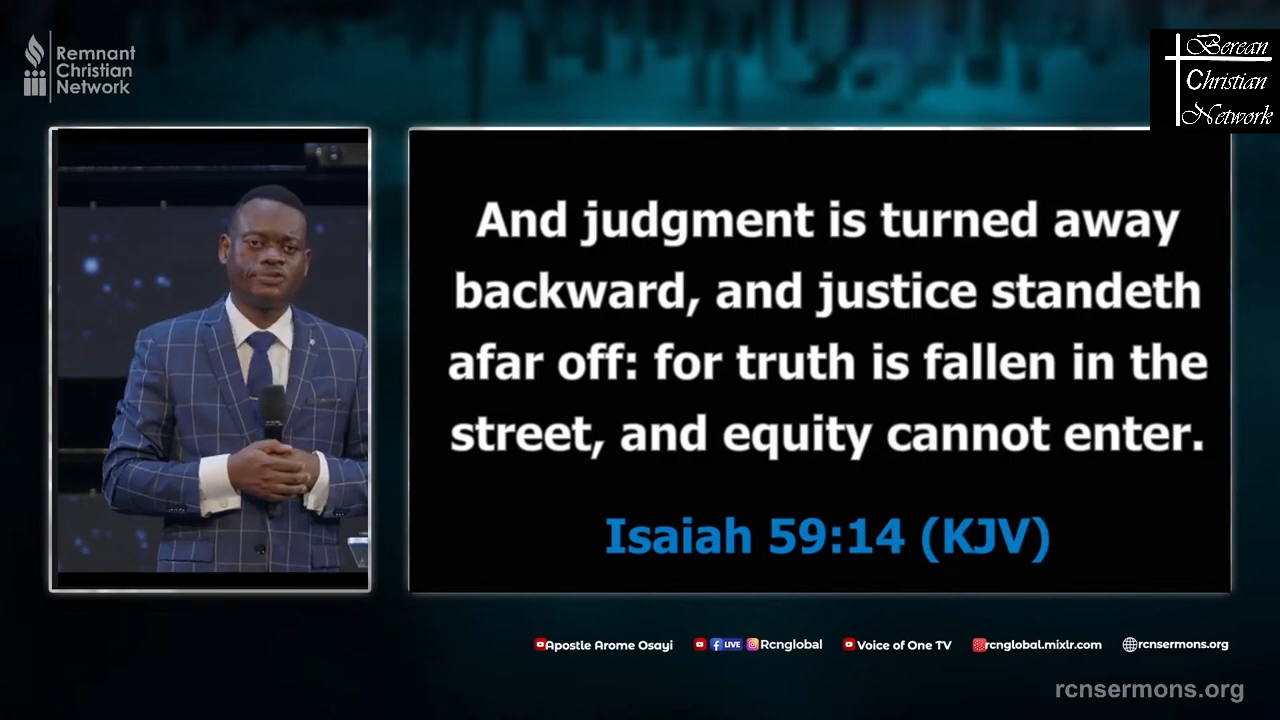 Remnant
Christian
Network
Berean
Christian
Network
And judgment is turned away
backward, and justice standeth
afar off: for truth is fallen in the
street, and equity cannot enter.
Isaiah 59:14 (KJV)
Apostle Arome Osayi LIVE Rcnglobal Voice of One TV rcnglobal.mixlr.com rcnsermons.org
rcnsermons.org